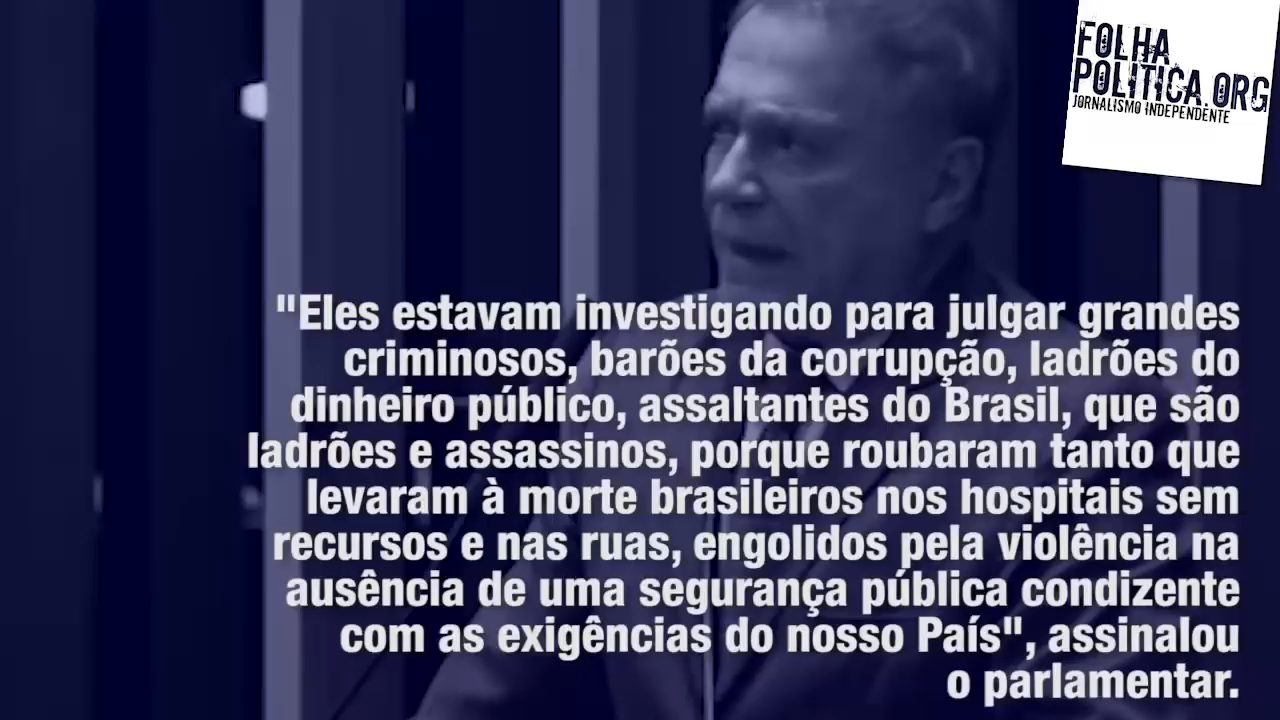 FOLHA
POLÍTICA.ORG
JORNALISMO INDEPENDENTE
"Eles estavam investigando para julgar grandes
criminosos, barões da corrupção, ladrões do
dinheiro público, assaltantes do Brasil, que são
ladrões e assassinos, porque roubaram tanto que
levaram à morte brasileiros nos hospitais sem
recursos e nas ruas, engolidos pela violência na
ausência de uma segurança pública condizente
com as exigências do nosso País", assinalou
o parlamentar.